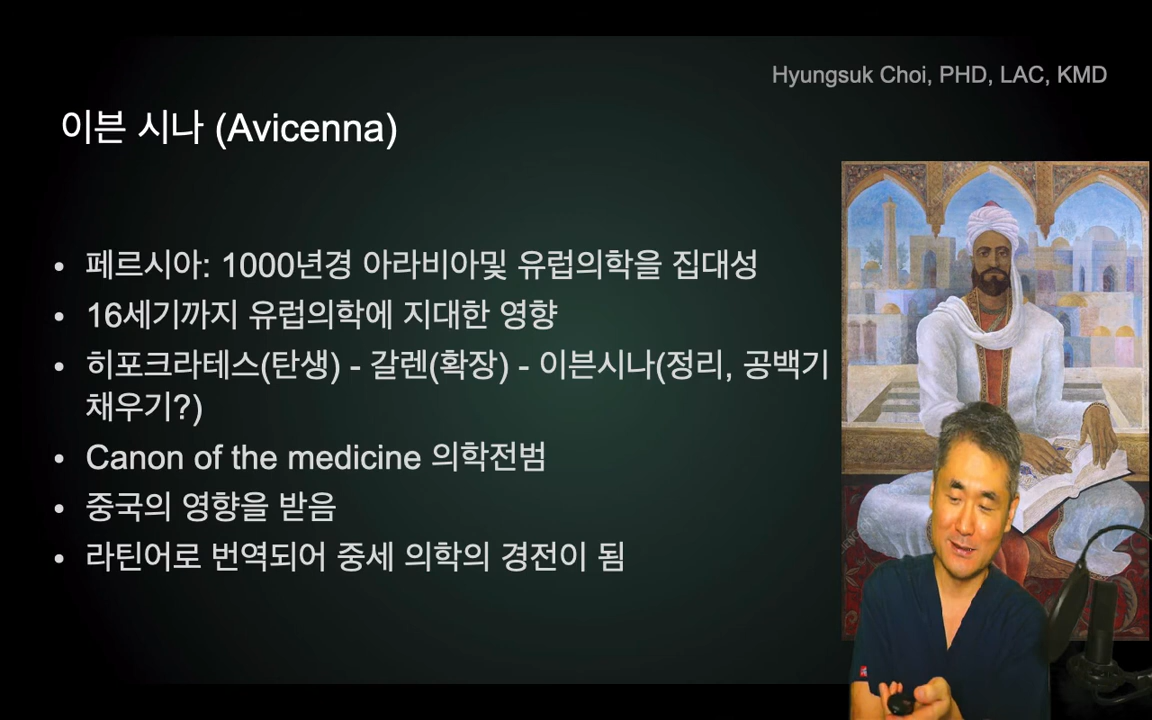 Hyungsuk Choi, PHD, LAC, KMD
이븐 시나 (Avicenna)
• 페르시아: 1000년경 아라비아및 유럽의학을 집대성
• 16세기까지 유럽의학에 지대한 영향
• 히포크라테스(탄생) - 갈렌(확장) - 이븐시나(정리, 공백기
채우기?)
• Canon of the medicine 의학전범
• 중국의 영향을 받음
• 라틴어로 번역되어 중세 의학의 경전이 됨